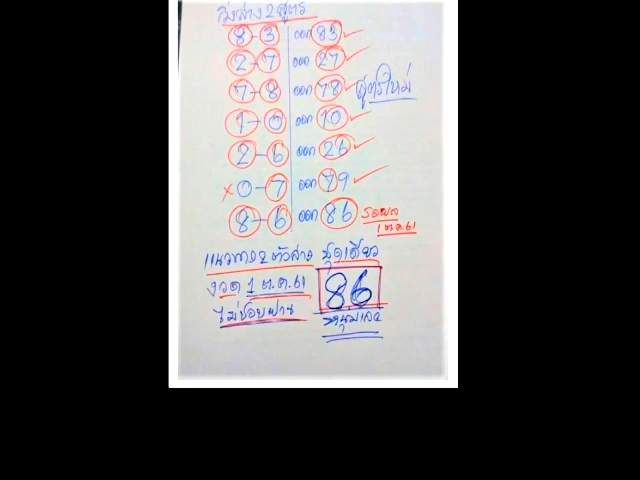 วิ่งล่าง 2 สูตร
8-3 ออก 83 ✓
2-7 ออก 27 ✓
7-8 ออก 78 ✓ สูตรใหม่
1-0 ออก 10 ✓
2-6 ออก 26 ✓
× 0-7 ออก 79 ✓
8-6 ออก 86 รอผล
1 ต.ค. 61
แนวทาง 2 ตัวล่าง ชุดเดียว
งวด 1 ต.ค. 61 86
ไม่ชอบผ่าน